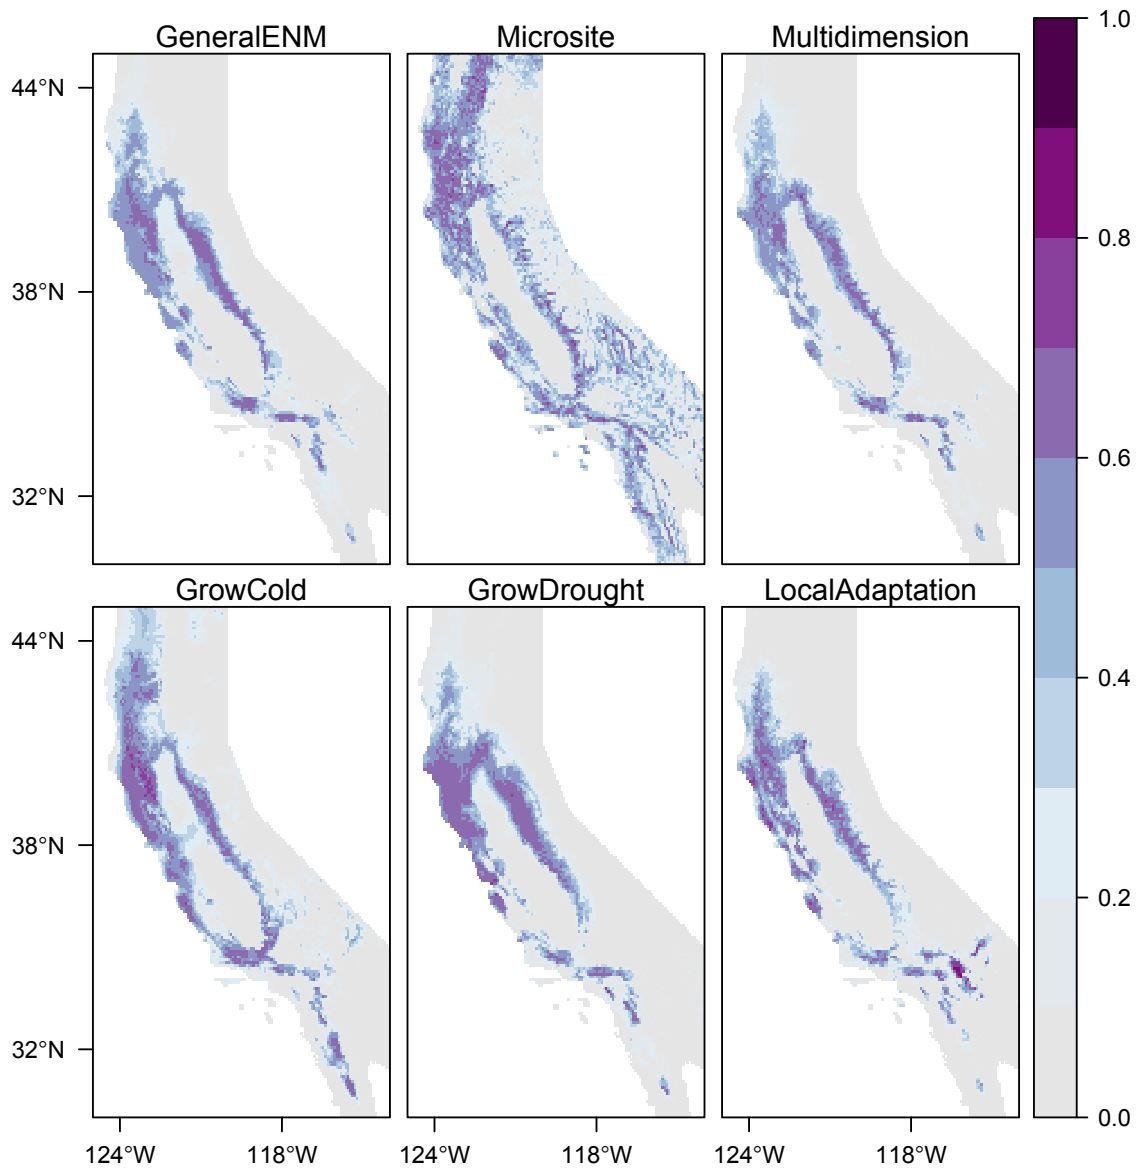 GeneralENM Microsite Multidimension 1.0
44°N
0.8
38°N
0.6
32°N
GrowCold GrowDrought LocalAdaptation
44°N
0.4
0.2
38°N
32°N
0.0
124°W 118°W 124°W 118°W 124°W 118°W